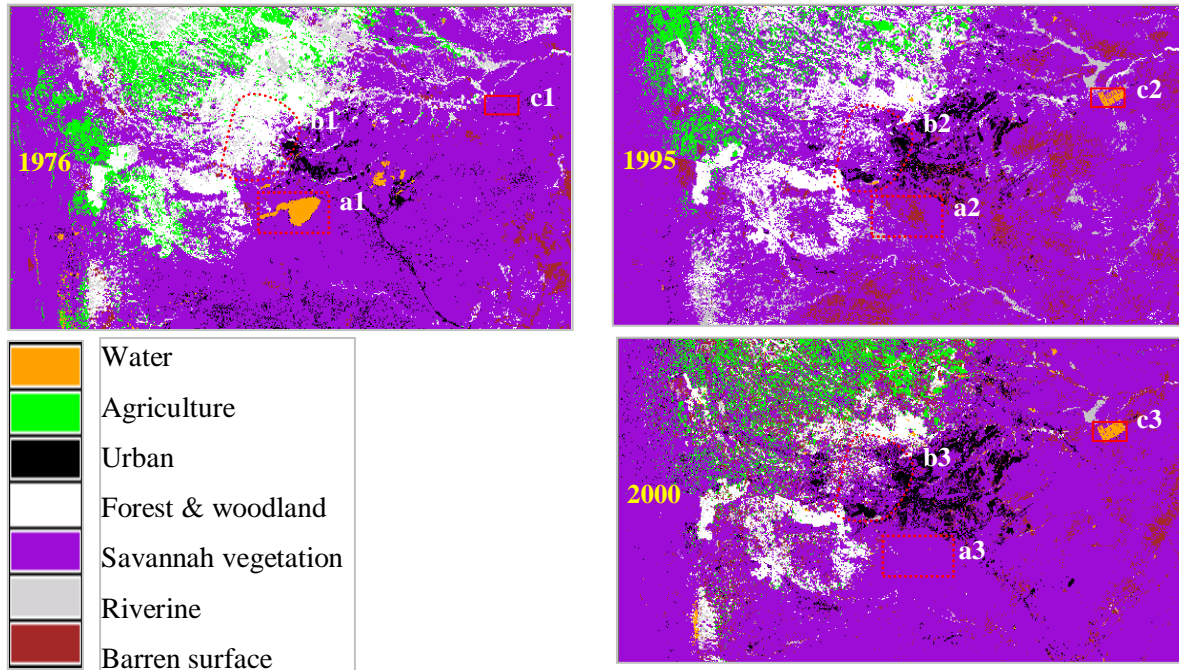 c1
b1
1976
a1
c2
b2
1995
a2
Water
Agriculture
Urban
Forest & woodland
Savannah vegetation
Riverine
Barren surface
c3
b3
2000
a3